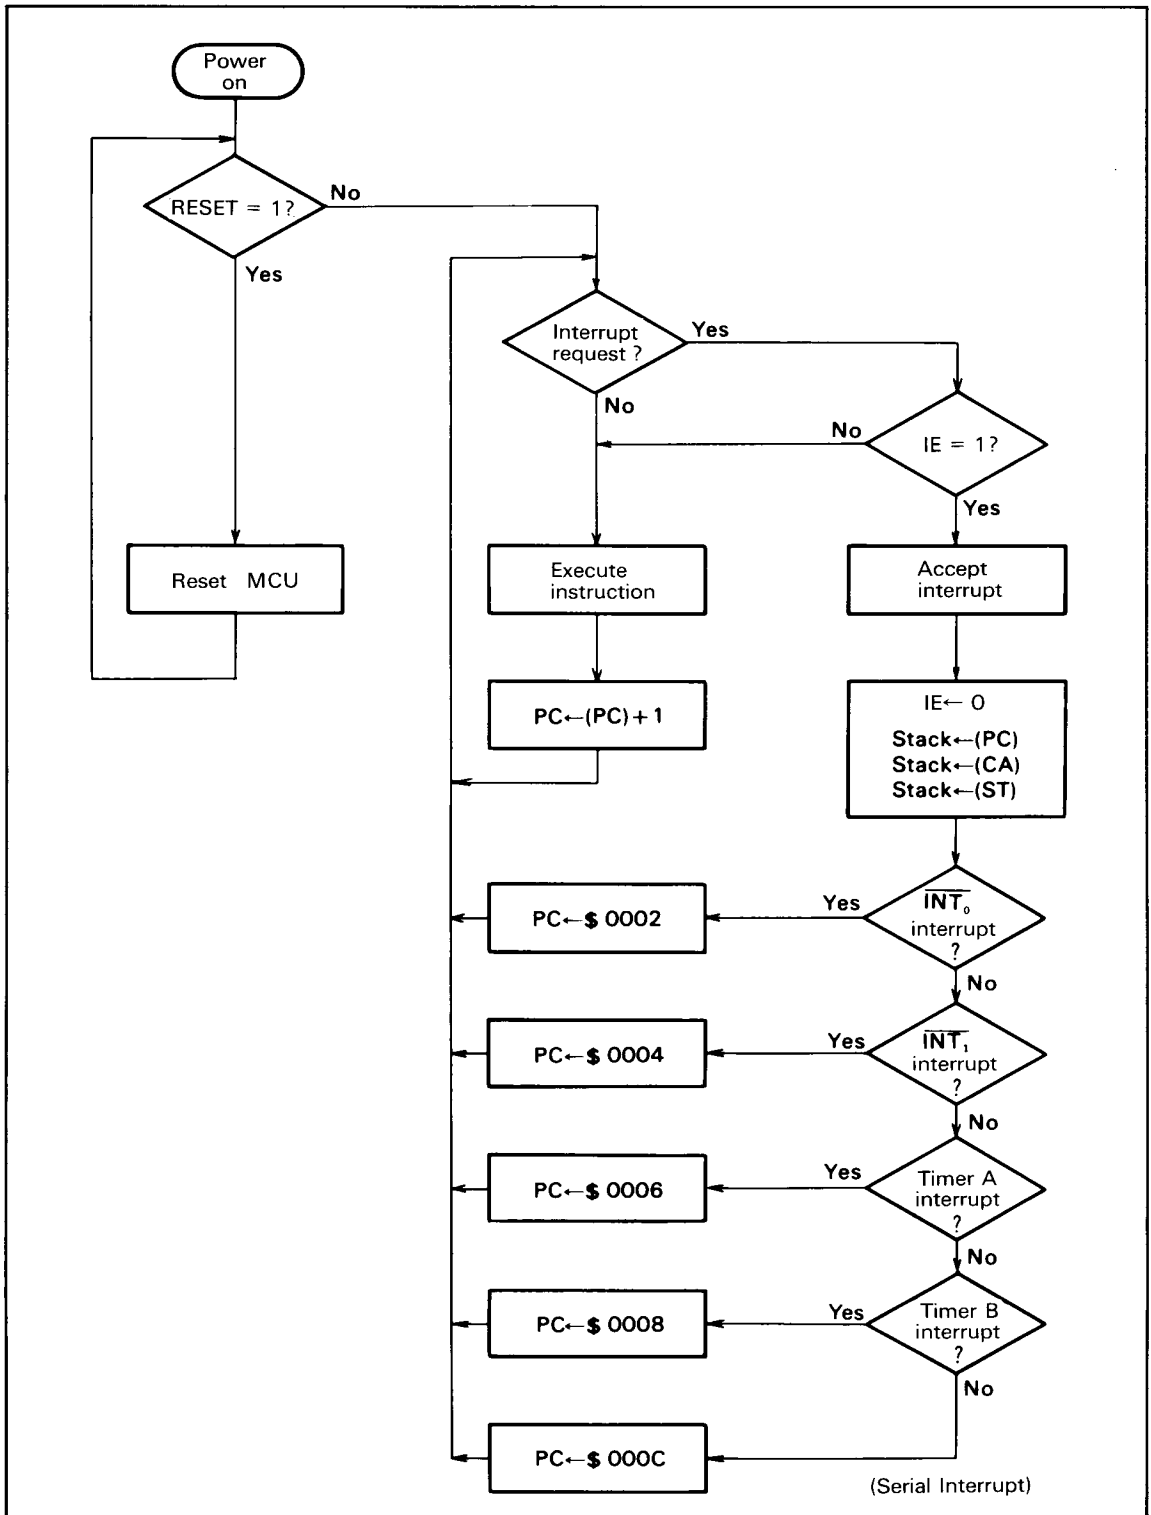 Power
on
RESET = 1?
No
Yes
Interrupt
request ?
Yes
No
No
IE = 1?
Yes
Reset MCU
Execute
instruction
Accept
interrupt
PC←(PC)+1
IE←0
Stack←(PC)
Stack←(CA)
Stack←(ST)
PC←$0002
Yes
INT₀
interrupt
?
No
PC←$0004
Yes
INT₁
interrupt
?
No
PC←$0006
Yes
Timer A
interrupt
?
No
PC←$0008
Yes
Timer B
interrupt
?
No
PC←$000C
(Serial Interrupt)